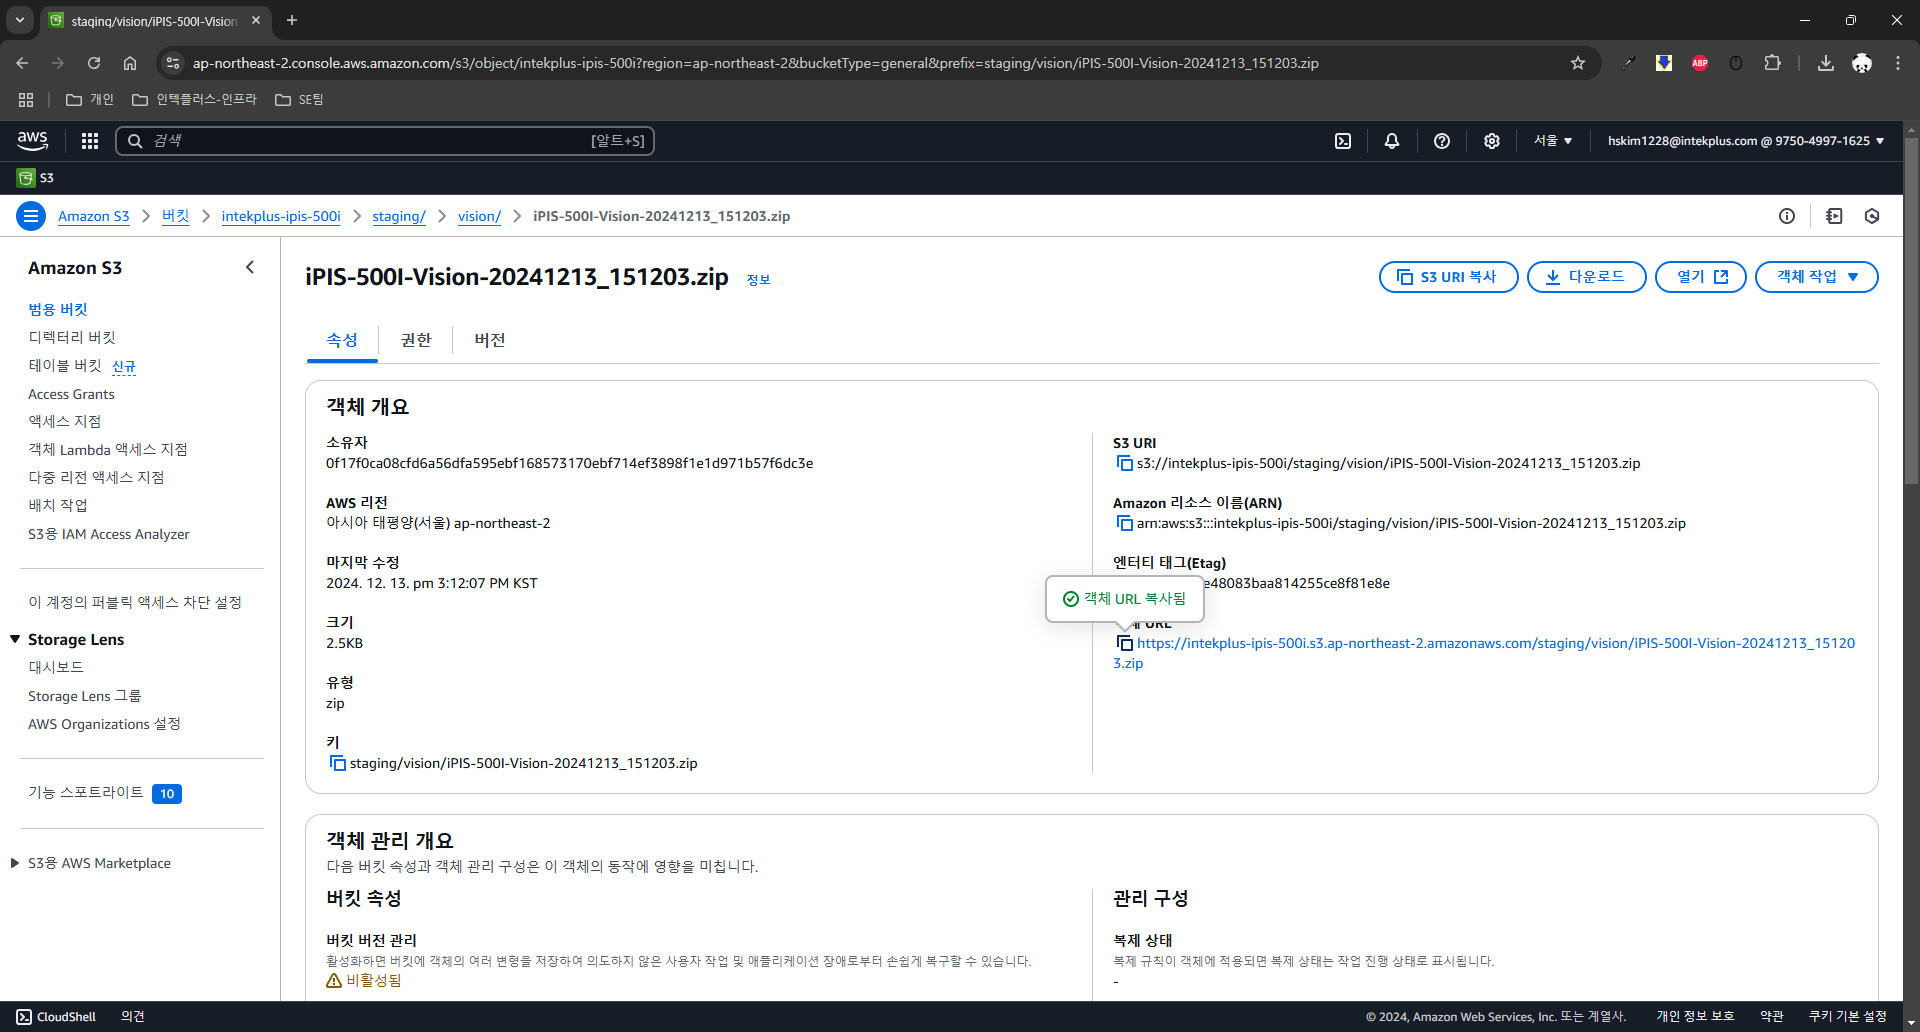 staging/vision/iPIS-500I-Vision
ap-northeast-2.console.aws.amazon.com/s3/object/intekplus-ipis-500i?region=ap-northeast-2&bucketType=general&prefix=staging/vision/iPIS-500I-Vision-20241213_151203.zip
ABP
개인
인텍플러스-인프라
SE팀
aws
검색
[알트+S]
서울
hskim1228@intekplus.com @ 9750-4997-1625
S3
Amazon S3
버킷
intekplus-ipis-500i
staging/
vision/
iPIS-500I-Vision-20241213_151203.zip
Amazon S3
범용 버킷
디렉터리 버킷
테이블 버킷 신규
Access Grants
액세스 지점
객체 Lambda 액세스 지점
다중 리전 액세스 지점
배치 작업
S3용 IAM Access Analyzer
이 계정의 퍼블릭 액세스 차단 설정
Storage Lens
대시보드
Storage Lens 그룹
AWS Organizations 설정
기능 스포트라이트 10
S3용 AWS Marketplace
iPIS-500I-Vision-20241213_151203.zip 정보
S3 URI 복사
다운로드
열기
객체 작업
속성
권한
버전
객체 개요
소유자
0f17f0ca08cfd6a56dfa595ebf168573170ebf714ef3898f1e1d971b57f6dc3e
AWS 리전
아시아 태평양(서울) ap-northeast-2
마지막 수정
2024. 12. 13. pm 3:12:07 PM KST
크기
2.5KB
유형
zip
키
staging/vision/iPIS-500I-Vision-20241213_151203.zip
S3 URI
s3://intekplus-ipis-500i/staging/vision/iPIS-500I-Vision-20241213_151203.zip
Amazon 리소스 이름(ARN)
arn:aws:s3:::intekplus-ipis-500i/staging/vision/iPIS-500I-Vision-20241213_151203.zip
엔터티 태그(Etag)
e48083baa814255ce8f81e8e
객체 URL 복사됨
URL
https://intekplus-ipis-500i.s3.ap-northeast-2.amazonaws.com/staging/vision/iPIS-500I-Vision-20241213_15120
3.zip
객체 관리 개요
다음 버킷 속성과 객체 관리 구성은 이 객체의 동작에 영향을 미칩니다.
버킷 속성
버킷 버전 관리
활성화하면 버킷에 객체의 여러 변형을 저장하여 의도하지 않은 사용자 작업 및 애플리케이션 장애로부터 손쉽게 복구할 수 있습니다.
비활성됨
관리 구성
복제 상태
복제 규칙이 객체에 적용되면 복제 상태는 작업 진행 상태로 표시됩니다.
-
CloudShell
의견
© 2024, Amazon Web Services, Inc. 또는 계열사.
개인 정보 보호
약관
쿠키 기본 설정